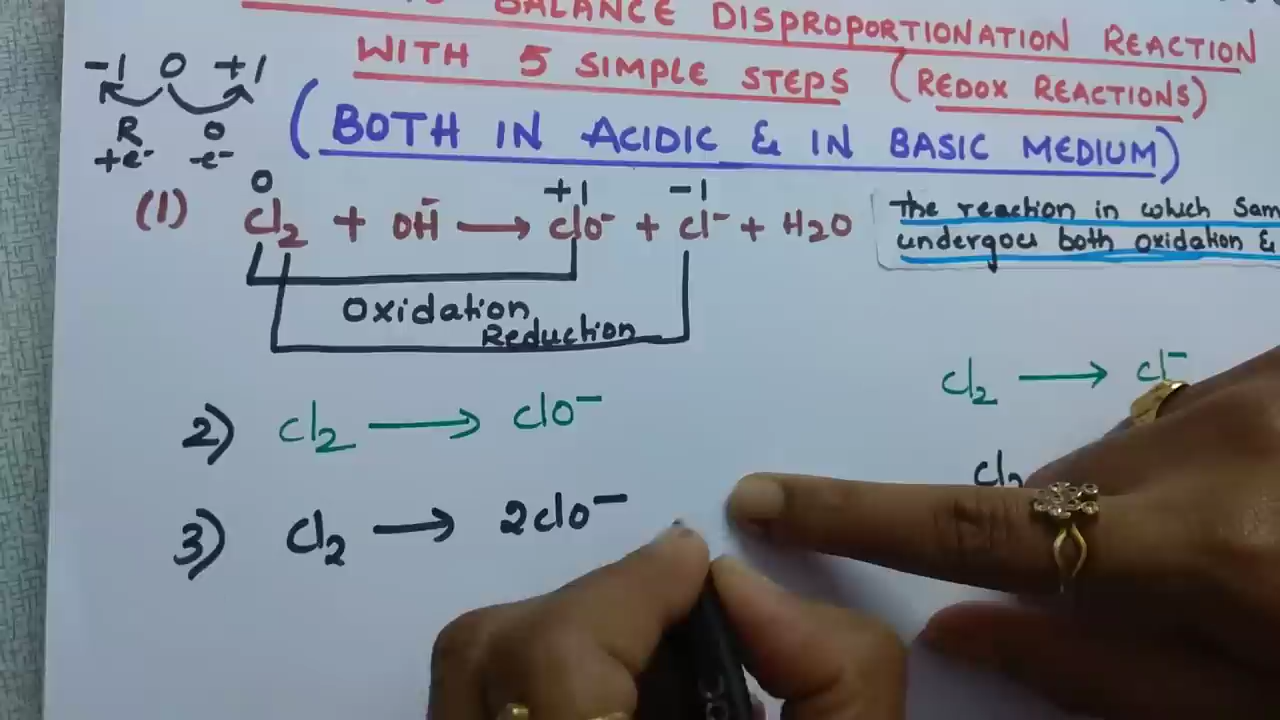 BALANCE DISPROPORTIONATION REACTION
WITH 5 SIMPLE STEPS (REDOX REACTIONS)
(BOTH IN ACIDIC & IN BASIC MEDIUM)
-1 0 +1
R O
+e⁻ -e⁻
0 +1 -1
(1) Cl₂ + OH⁻ → ClO⁻ + Cl⁻ + H₂O
Oxidation
Reduction
The reaction in which Sam
undergoes both oxidation &
2) Cl₂ → ClO⁻
Cl₂ → Cl⁻
3) Cl₂ → 2ClO⁻
Cl₂